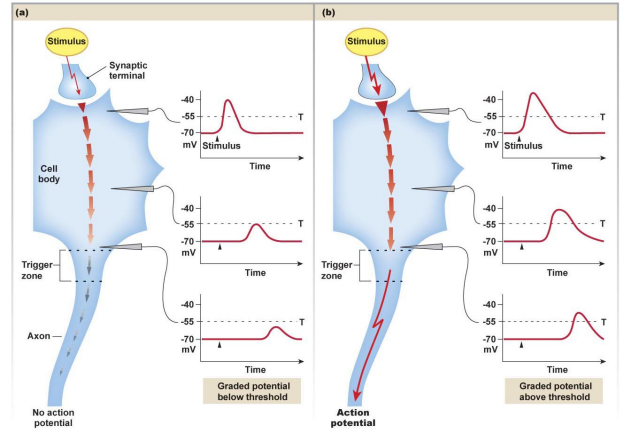 (a)
Stimulus
Synaptic
terminal
-40
-55
-70
mV
T
Stimulus
Time
Cell
body
-40
-55
-70
mV
T
Time
Trigger
zone
-40
-55
-70
mV
T
Time
Axon
Graded potential
below threshold
No action
potential
(b)
Stimulus
-40
-55
-70
mV
T
Stimulus
Time
-40
-55
-70
mV
T
Time
Trigger
zone
-40
-55
-70
mV
T
Time
Graded potential
above threshold
Action
potential